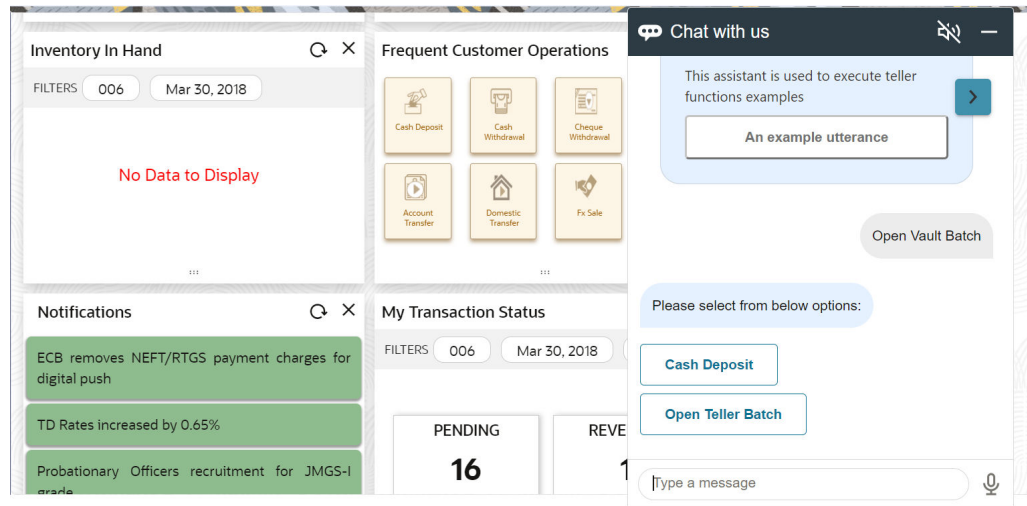 Inventory In Hand
FILTERS 006 Mar 30, 2018
No Data to Display
Frequent Customer Operations
Cash Deposit
Cash
Withdrawal
Cheque
Withdrawal
Account
Transfer
Domestic
Transfer
Fx Sale
Notifications
ECB removes NEFT/RTGS payment charges for
digital push
TD Rates increased by 0.65%
Probationary Officers recruitment for JMGS-I
grade
My Transaction Status
FILTERS 006 Mar 30, 2018
PENDING
16
REVE
1
Chat with us
This assistant is used to execute teller
functions examples
An example utterance
Open Vault Batch
Please select from below options:
Cash Deposit
Open Teller Batch
Type a message